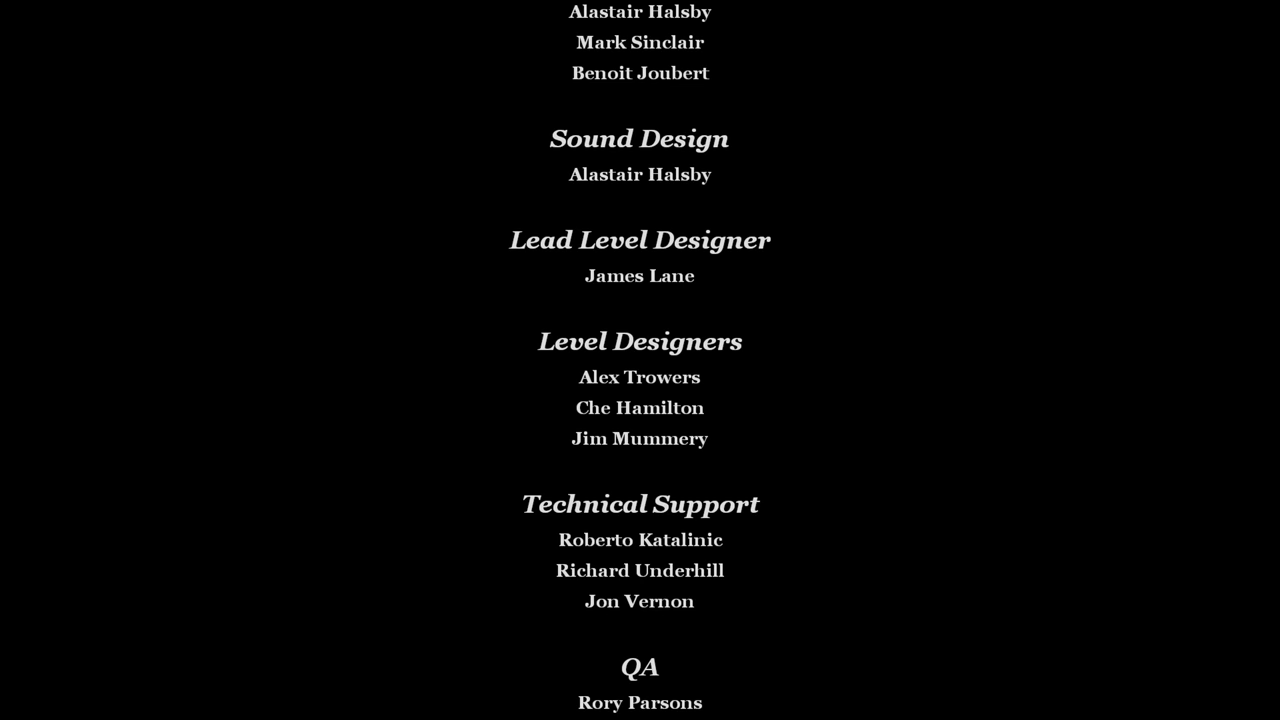 Alastair Halsby
Mark Sinclair
Benoit Joubert
Sound Design
Alastair Halsby
Lead Level Designer
James Lane
Level Designers
Alex Trowers
Che Hamilton
Jim Mummery
Technical Support
Roberto Katalinic
Richard Underhill
Jon Vernon
QA
Rory Parsons